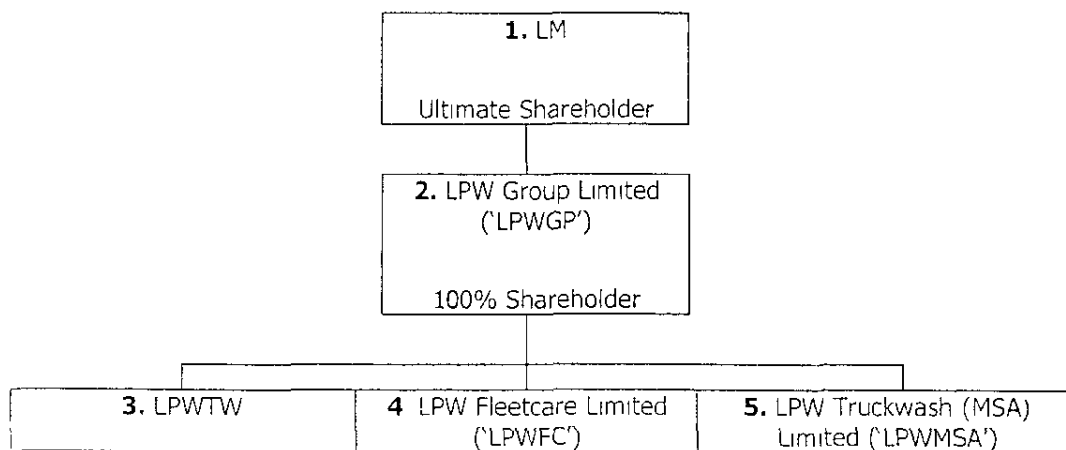 1. LM
Ultimate Shareholder
2. LPW Group Limited
(‘LPWGP’)
100% Shareholder
3. LPWTW
4 LPW Fleetcare Limited
(‘LPWFC’)
5. LPW Truckwash (MSA)
Limited (‘LPWMSA’)